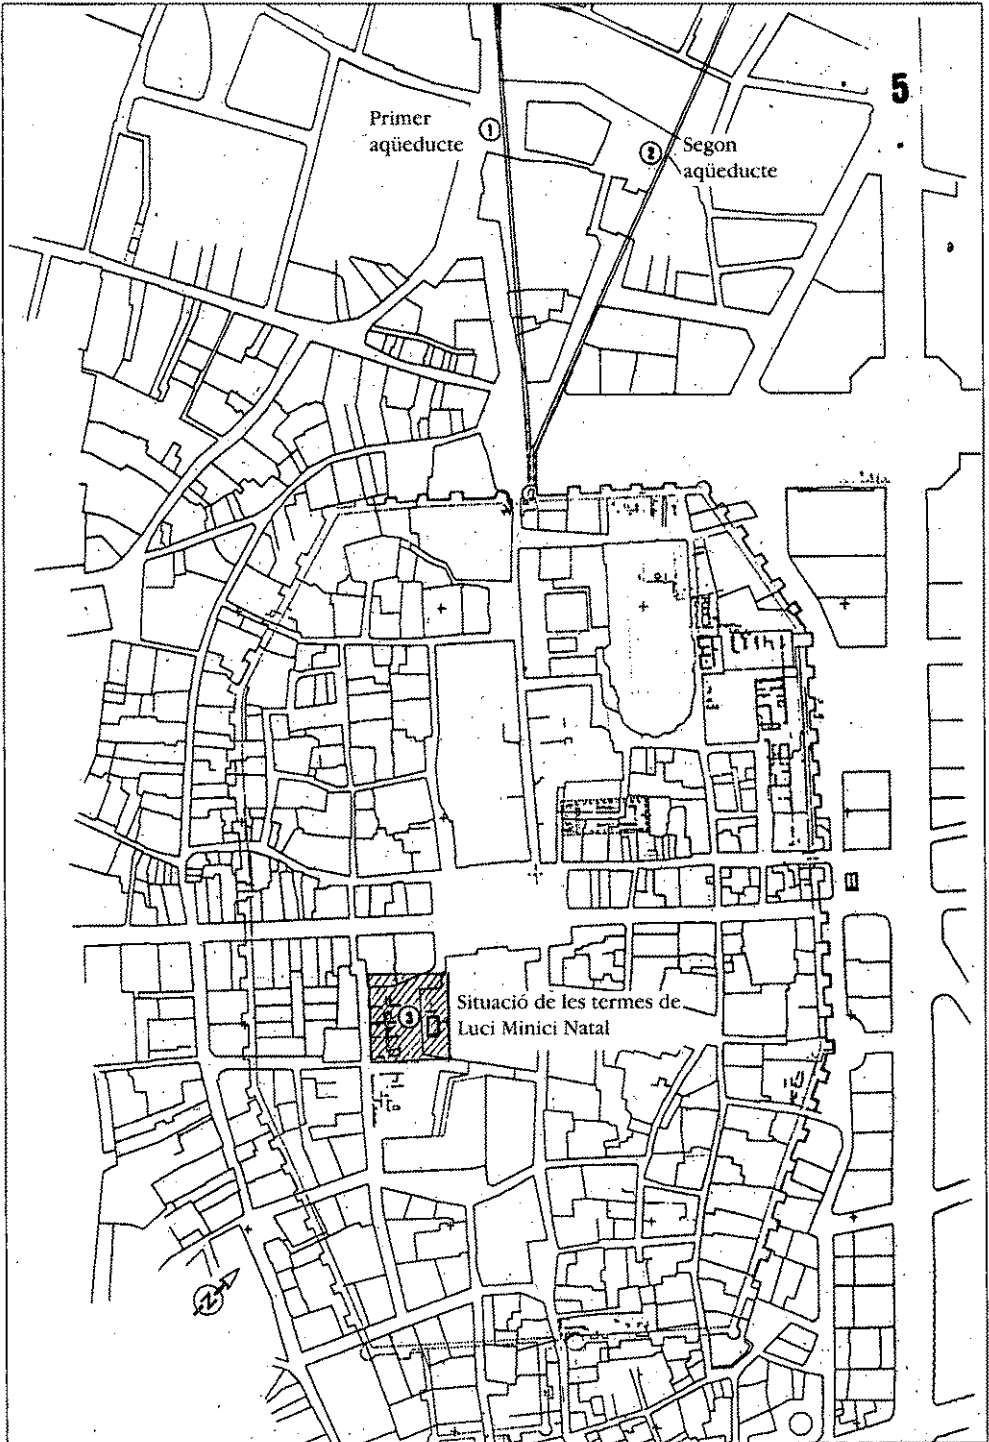 5
Primer
aqüeducte
1
2
Segon
aqüeducte
3
Situació de les termes de
Luci Minici Natal
N